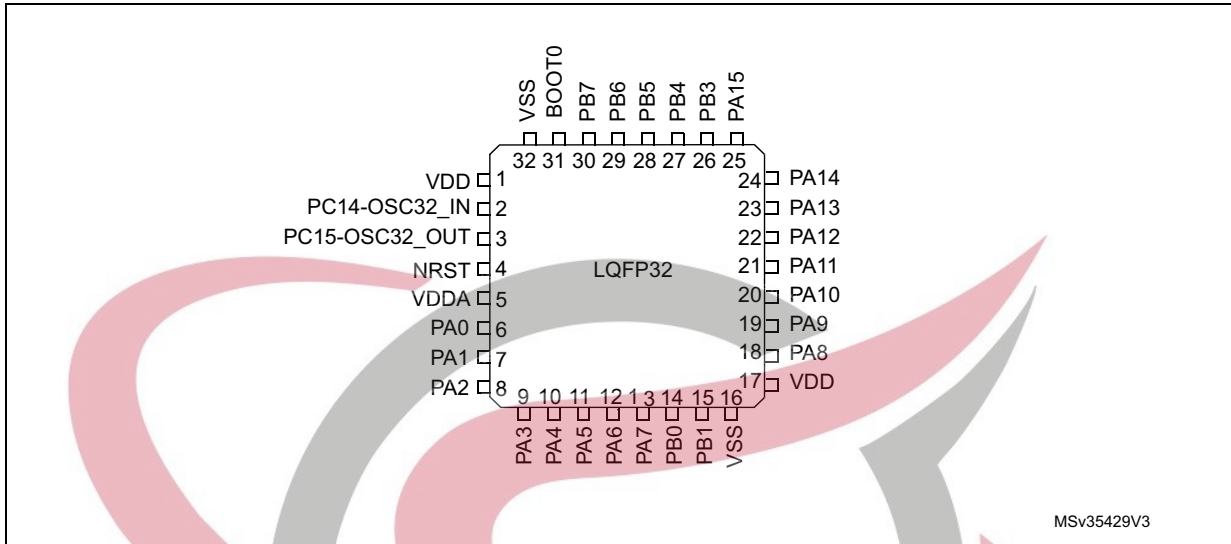 VSS
BOOT0
PB7
PB6
PB5
PB4
PB3
PA15
32 31 30 29 28 27 26 25
VDD 1
PC14-OSC32_IN 2
PC15-OSC32_OUT 3
NRST 4
VDDA 5
PA0 6
PA1 7
PA2 8
LQFP32
24 PA14
23 PA13
22 PA12
21 PA11
20 PA10
19 PA9
18 PA8
17 VDD
9 10 11 12 13 14 15 16
PA3
PA4
PA5
PA6
PA7
PB0
PB1
VSS
MSv35429V3